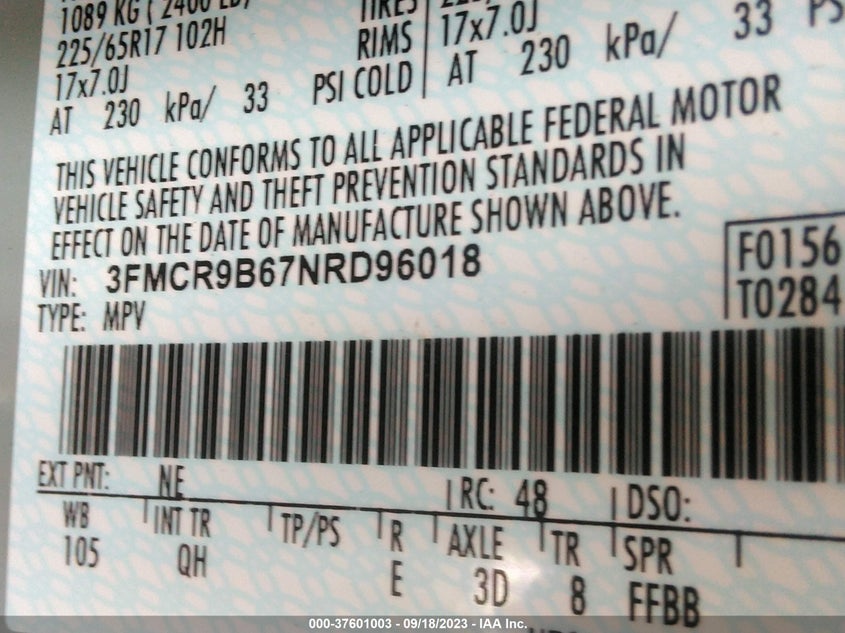 1089 KG ( 2400 LB)
225/65R17 102H
17x7.0J
AT 230 kPa/ 33 PSI COLD
TIRES
RIMS 17x7.0J
AT 230 kPa/ 33 PS
THIS VEHICLE CONFORMS TO ALL APPLICABLE FEDERAL MOTOR
VEHICLE SAFETY AND THEFT PREVENTION STANDARDS IN
EFFECT ON THE DATE OF MANUFACTURE SHOWN ABOVE.
VIN: 3FMCR9B67NRD96018
F0156
TYPE: MPV
T0284
EXT PNT: NE RC: 48 DSO:
WB INT TR TP/PS R AXLE TR SPR
105 QH E 3D 8 FFBB
000-37601003 - 09/18/2023 - IAA Inc.